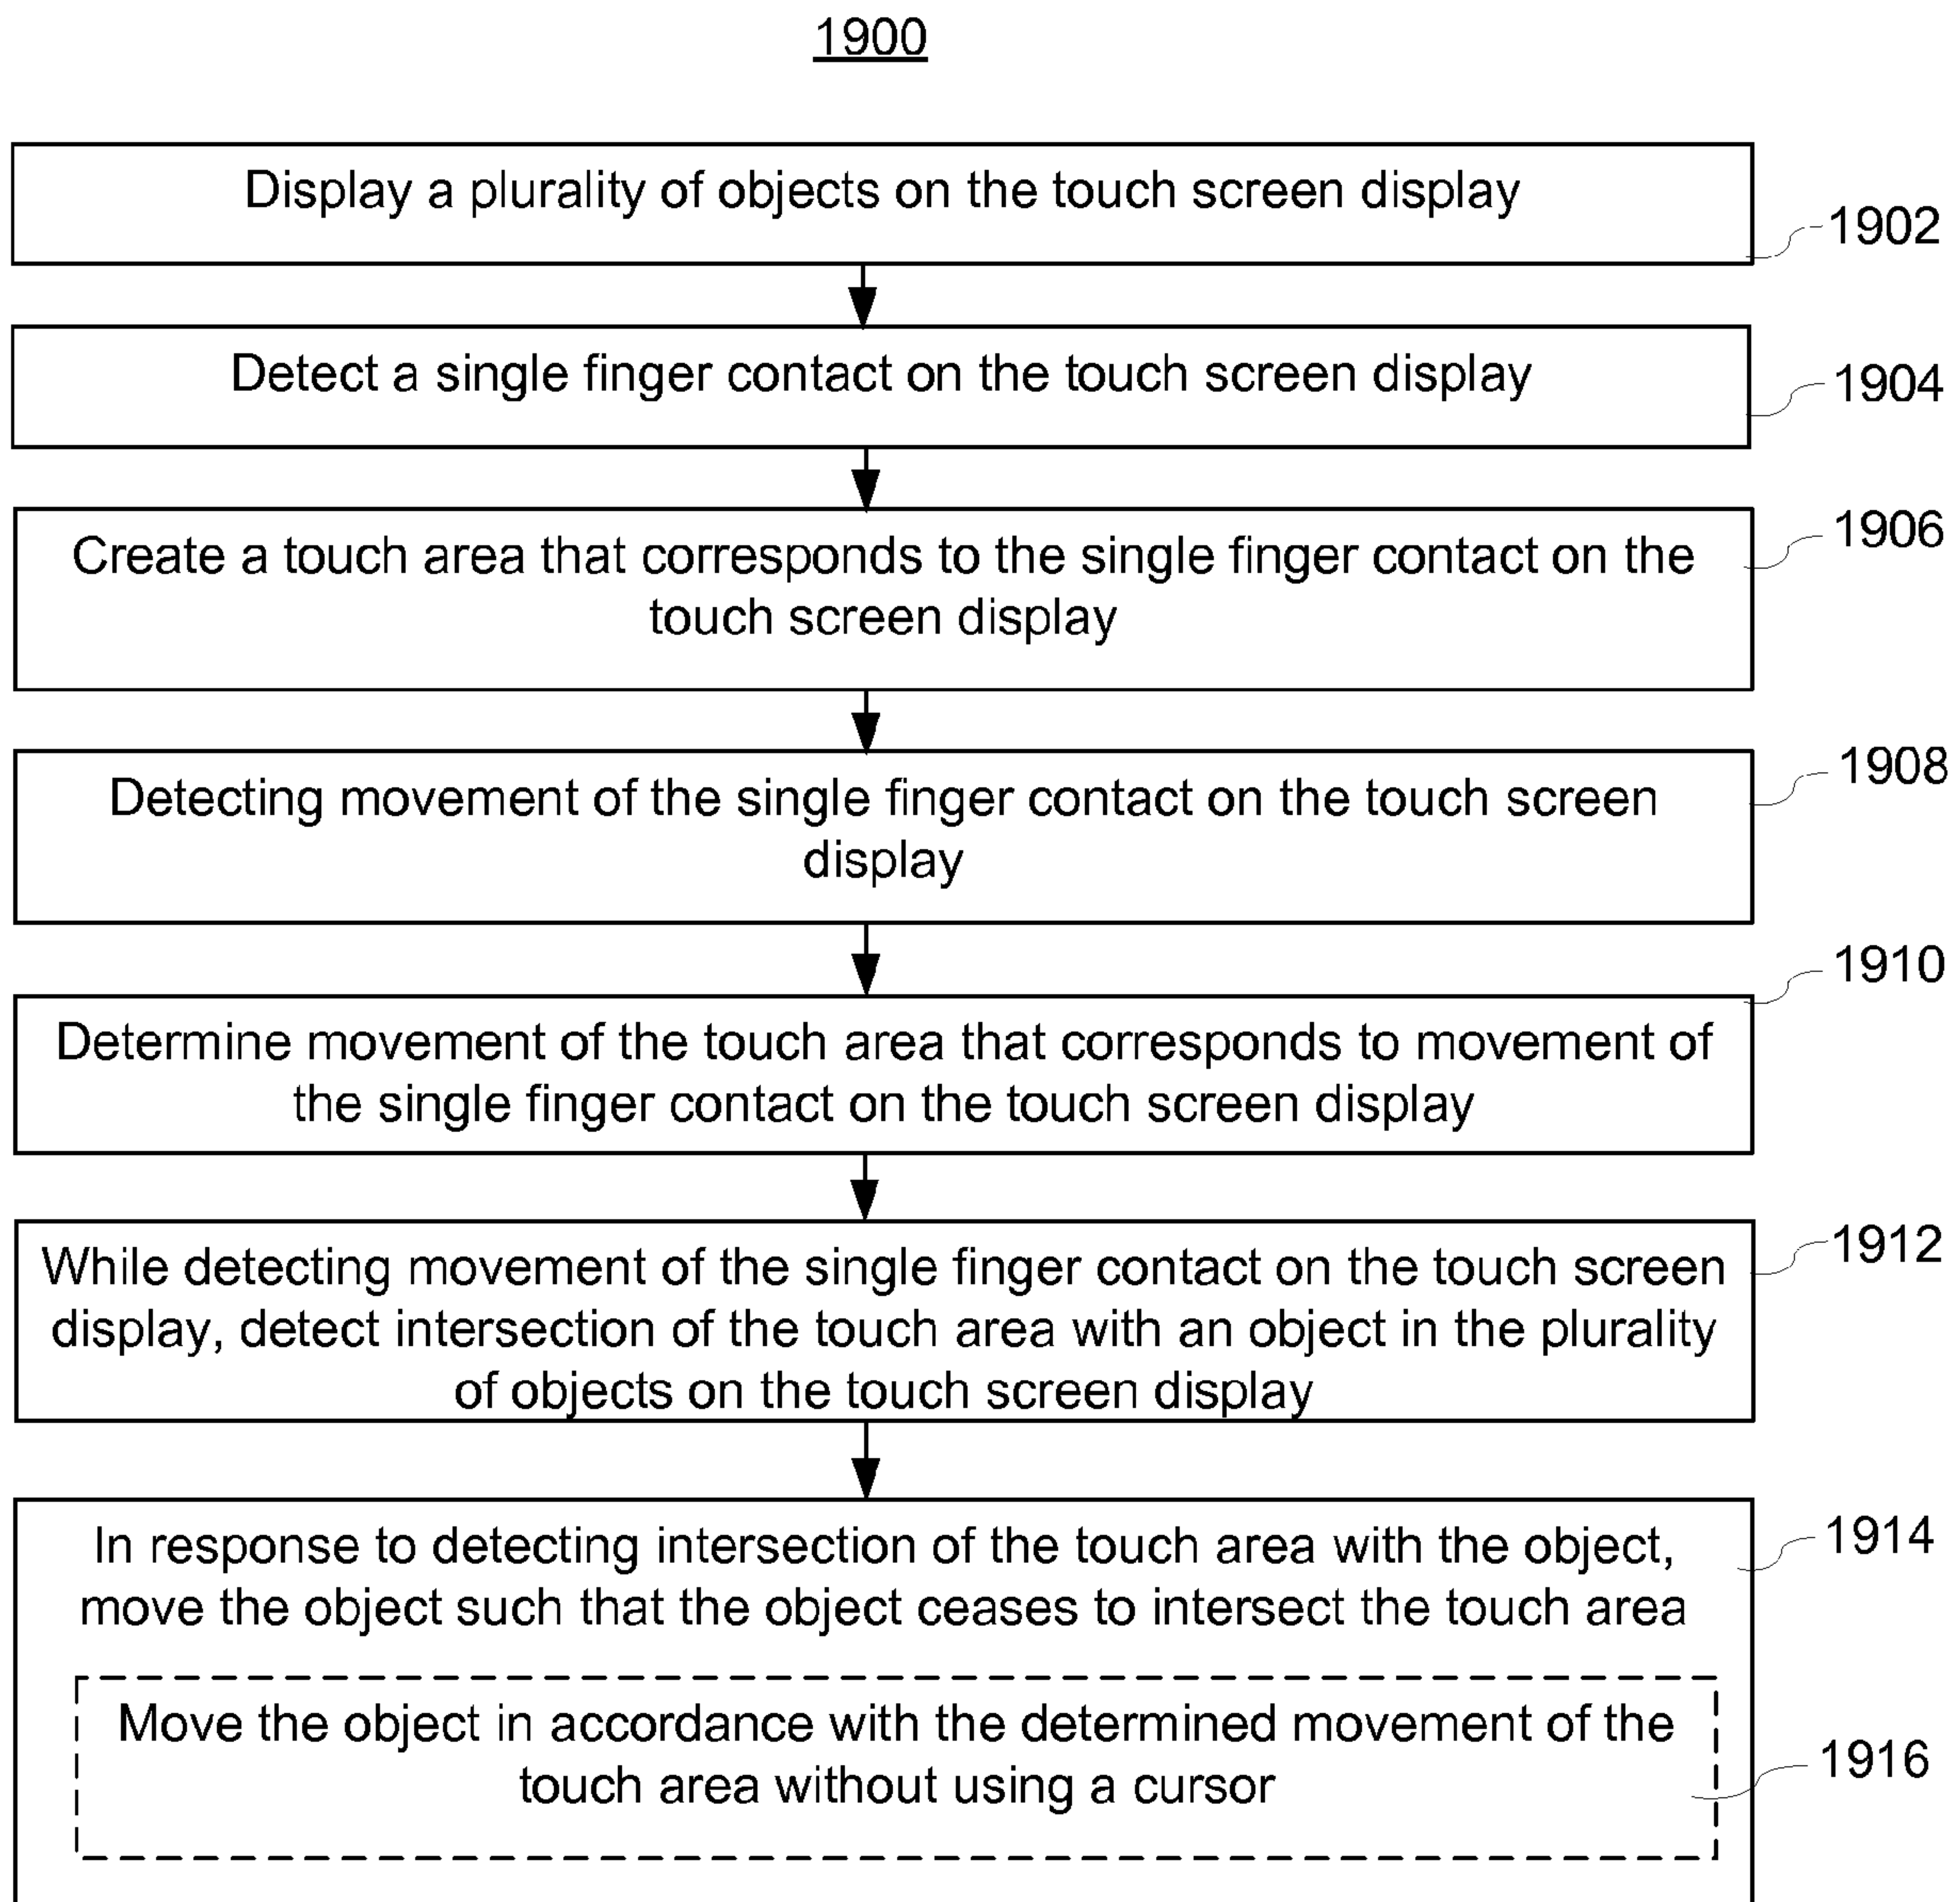 1900
Display a plurality of objects on the touch screen display
1902
Detect a single finger contact on the touch screen display
1904
Create a touch area that corresponds to the single finger contact on the
touch screen display
1906
Detecting movement of the single finger contact on the touch screen
display
1908
Determine movement of the touch area that corresponds to movement of
the single finger contact on the touch screen display
1910
While detecting movement of the single finger contact on the touch screen
display, detect intersection of the touch area with an object in the plurality
of objects on the touch screen display
1912
In response to detecting intersection of the touch area with the object,
move the object such that the object ceases to intersect the touch area
1914
Move the object in accordance with the determined movement of the
touch area without using a cursor
1916